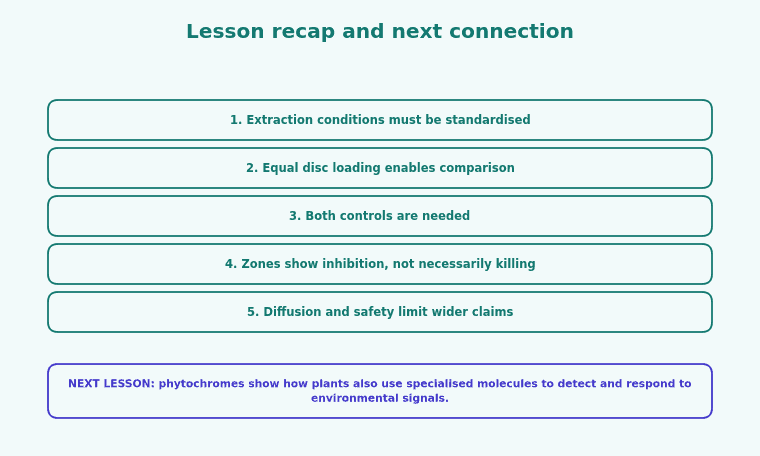 Lesson recap and next connection
1. Extraction conditions must be standardised
2. Equal disc loading enables comparison
3. Both controls are needed
4. Zones show inhibition, not necessarily killing
5. Diffusion and safety limit wider claims
NEXT LESSON: phytochromes show how plants also use specialised molecules to detect and respond to
environmental signals.